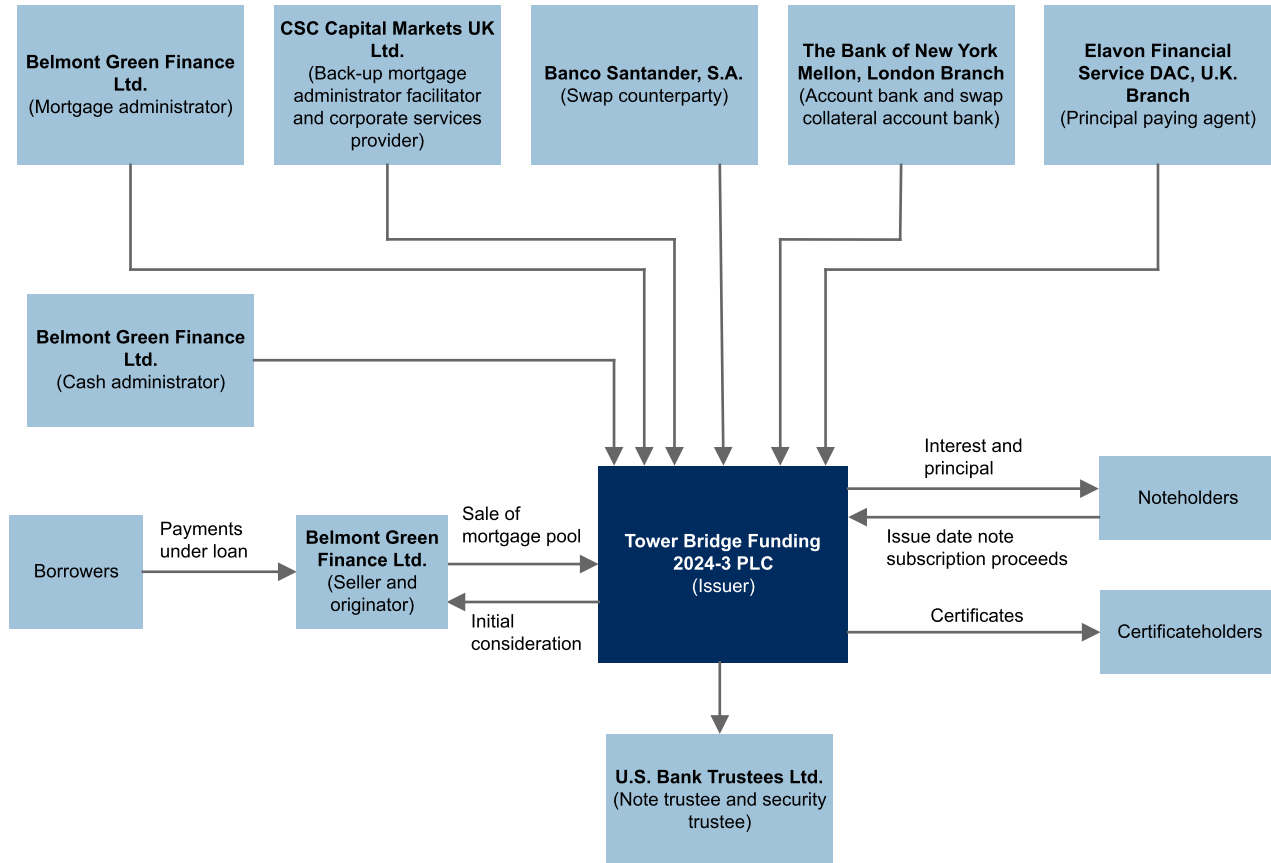 Belmont Green Finance
Ltd.
(Mortgage administrator)
CSC Capital Markets UK
Ltd.
(Back-up mortgage
administrator facilitator
and corporate services
provider)
Banco Santander, S.A.
(Swap counterparty)
The Bank of New York
Mellon, London Branch
(Account bank and swap
collateral account bank)
Elavon Financial
Service DAC, U.K.
Branch
(Principal paying agent)
Belmont Green Finance
Ltd.
(Cash administrator)
Borrowers
Payments
under loan
Belmont Green
Finance Ltd.
(Seller and
originator)
Sale of
mortgage pool
Initial
consideration
Tower Bridge Funding
2024-3 PLC
(Issuer)
Interest and
principal
Issue date note
subscription proceeds
Noteholders
Certificates
Certificateholders
U.S. Bank Trustees Ltd.
(Note trustee and security
trustee)